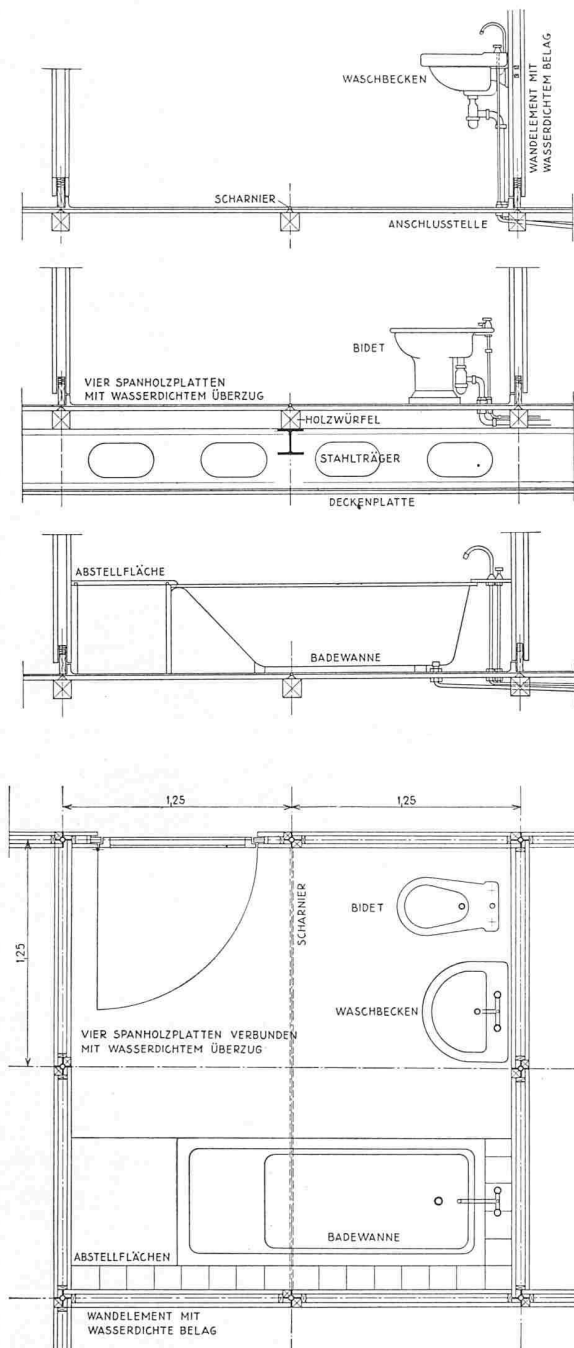 WASCHBECKEN
WANDELEMENT MIT
WASSERDICHTEM BELAG
SCHARNIER
ANSCHLUSSTELLE
BIDET
VIER SPANHOLZPLATTEN
MIT WASSERDICHTEM ÜBERZUG
HOLZWÜRFEL
STAHLTRÄGER
DECKENPLATTE
ABSTELLFLÄCHE
BADEWANNE
1,25
1,25
1,25
SCHARNIER
BIDET
WASCHBECKEN
VIER SPANHOLZPLATTEN VERBUNDEN
MIT WASSERDICHTEM ÜBERZUG
BADEWANNE
ABSTELLFLÄCHEN
WANDELEMENT MIT
WASSERDICHTE BELAG